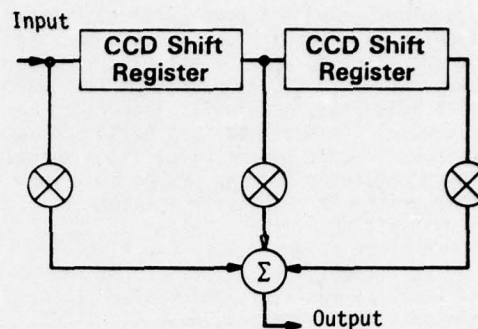 Input
CCD Shift
Register
CCD Shift
Register
Σ
Output